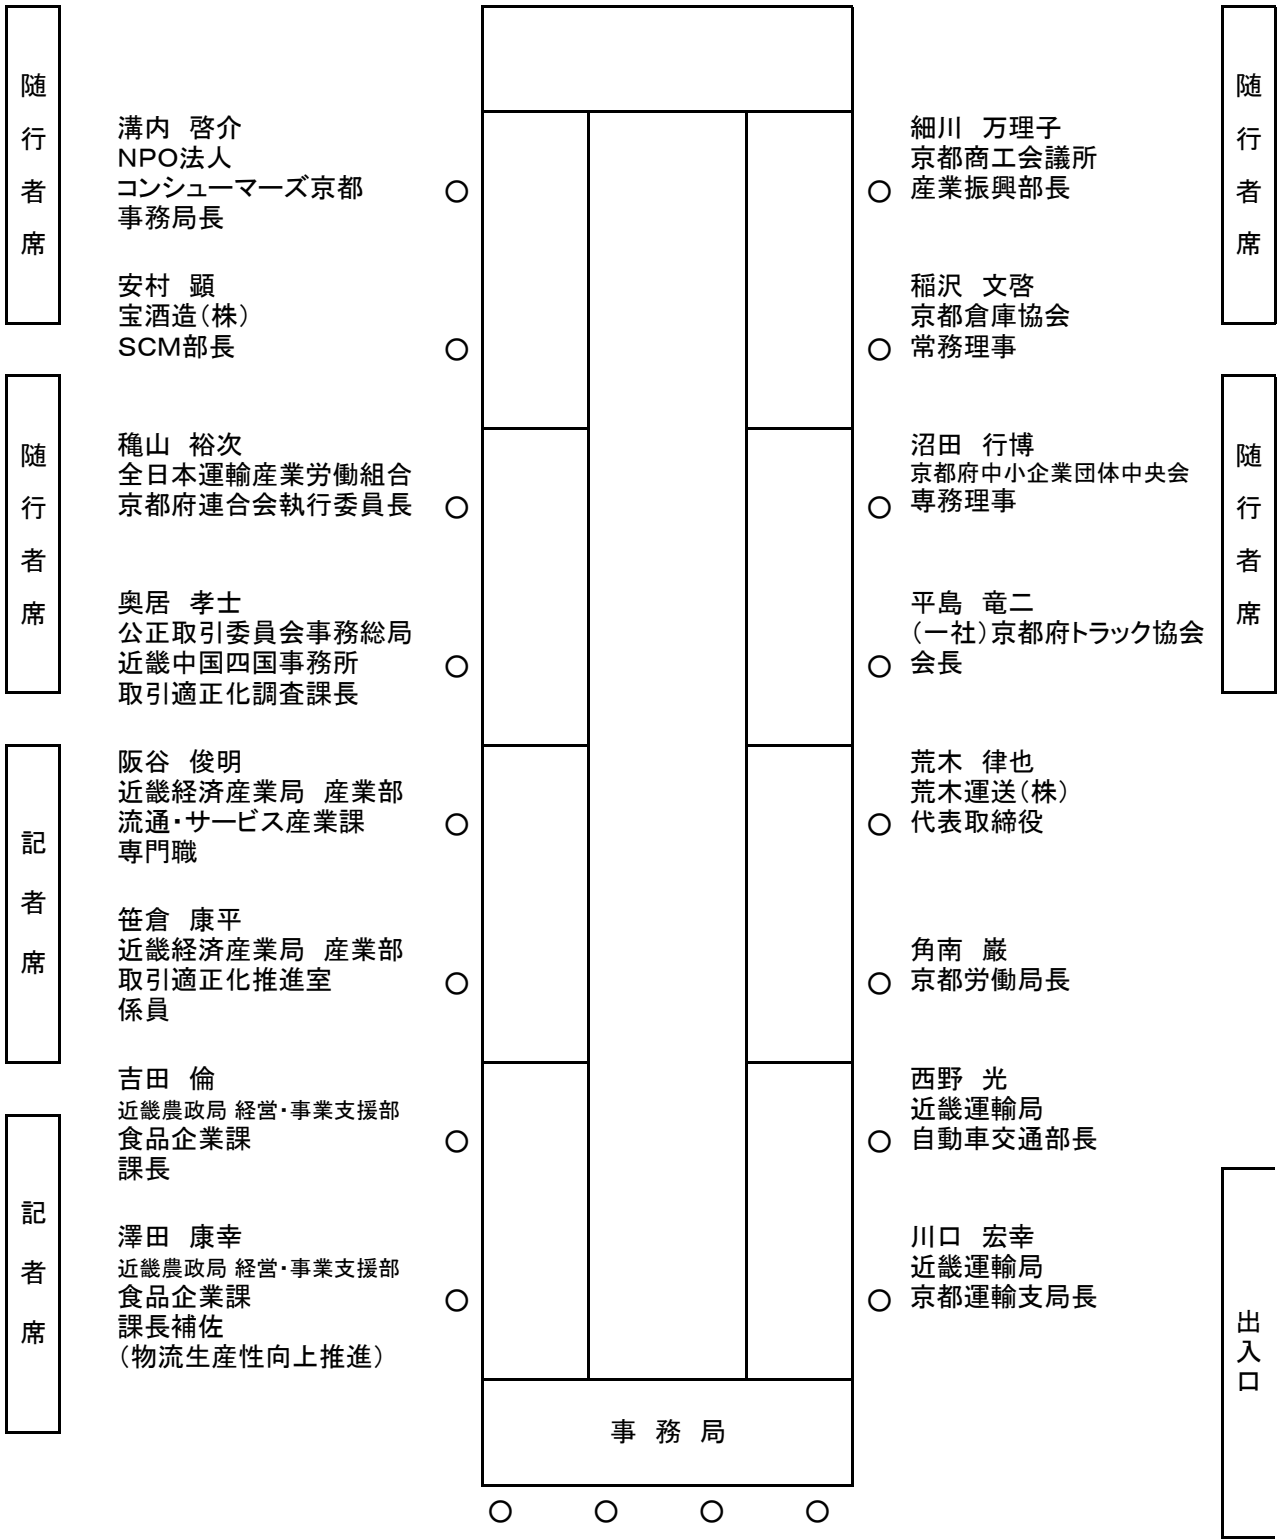 随行者席
溝内 啓介
NPO法人
コンシューマーズ京都
事務局長
安村 顕
宝酒造(株)
SCM部長
随行者席
穐山 裕次
全日本運輸産業労働組合
京都府連合会執行委員長
奥居 孝士
公正取引委員会事務総局
近畿中国四国事務所
取引適正化調査課長
記者席
阪谷 俊明
近畿経済産業局 産業部
流通・サービス産業課
専門職
笹倉 康平
近畿経済産業局 産業部
取引適正化推進室
係員
吉田 倫
近畿農政局 経営・事業支援部
食品企業課
課長
記者席
澤田 康幸
近畿農政局 経営・事業支援部
食品企業課
課長補佐
(物流生産性向上推進)
細川 万理子
京都商工会議所
産業振興部長
随行者席
稲沢 文啓
京都倉庫協会
常務理事
沼田 行博
京都府中小企業団体中央会
専務理事
随行者席
平島 竜二
(一社)京都府トラック協会
会長
荒木 律也
荒木運送(株)
代表取締役
角南 巌
京都労働局長
西野 光
近畿運輸局
自動車交通部長
川口 宏幸
近畿運輸局
京都運輸支局長
出入口
事務局